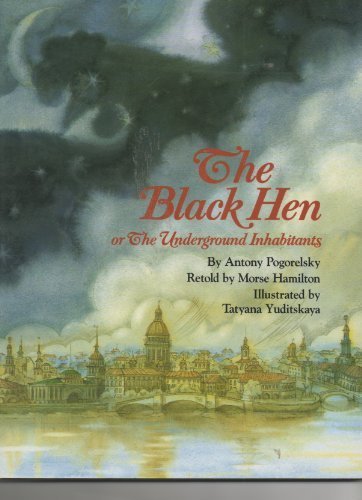 The
Black Hen
or The Underground Inhabitants
By Antony Pogorelsky
Retold by Morse Hamilton
Illustrated by
Tatyana Yuditskaya